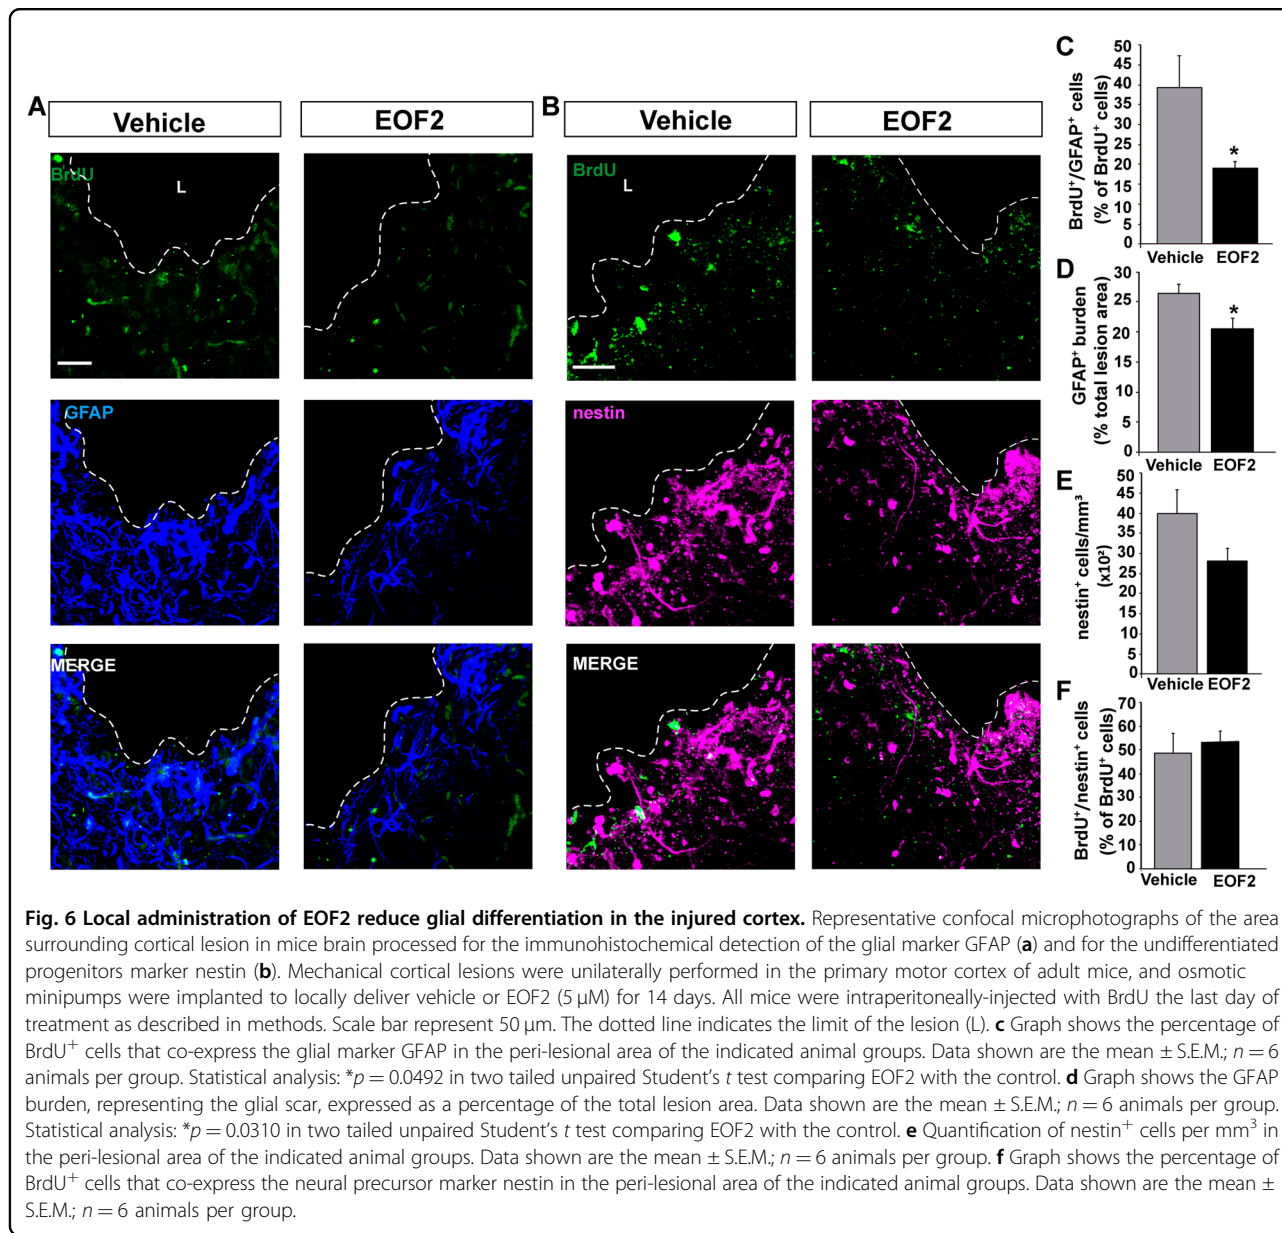 A
Vehicle
EOF2
B
Vehicle
EOF2
BrdU
L
BrdU
L
GFAP
nestin
MERGE
MERGE
C
BrdU⁺/GFAP⁺ cells
(% of BrdU⁺ cells)
50
45
40
35
30
25
20
15
10
5
0
*
Vehicle EOF2
D
GFAP⁺ burden
(% total lesion area)
30
25
20
15
10
5
0
*
Vehicle EOF2
E
nestin⁺ cells/mm³
(x10²)
50
45
40
35
30
25
20
15
10
5
0
Vehicle EOF2
F
BrdU⁺/nestin⁺ cells
(% of BrdU⁺ cells)
70
60
50
40
30
20
10
0
Vehicle EOF2
Fig. 6 Local administration of EOF2 reduce glial differentiation in the injured cortex. Representative confocal microphotographs of the area
surrounding cortical lesion in mice brain processed for the immunohistochemical detection of the glial marker GFAP (a) and for the undifferentiated
progenitors marker nestin (b). Mechanical cortical lesions were unilaterally performed in the primary motor cortex of adult mice, and osmotic
minipumps were implanted to locally deliver vehicle or EOF2 (5 μM) for 14 days. All mice were intraperitoneally-injected with BrdU the last day of
treatment as described in methods. Scale bar represent 50 μm. The dotted line indicates the limit of the lesion (L). c Graph shows the percentage of
BrdU⁺ cells that co-express the glial marker GFAP in the peri-lesional area of the indicated animal groups. Data shown are the mean ± S.E.M.; n = 6
animals per group. Statistical analysis: *p = 0.0492 in two tailed unpaired Student's t test comparing EOF2 with the control. d Graph shows the GFAP
burden, representing the glial scar, expressed as a percentage of the total lesion area. Data shown are the mean ± S.E.M.; n = 6 animals per group.
Statistical analysis: *p = 0.0310 in two tailed unpaired Student's t test comparing EOF2 with the control. e Quantification of nestin⁺ cells per mm³ in
the peri-lesional area of the indicated animal groups. Data shown are the mean ± S.E.M.; n = 6 animals per group. f Graph shows the percentage of
BrdU⁺ cells that co-express the neural precursor marker nestin in the peri-lesional area of the indicated animal groups. Data shown are the mean ±
S.E.M.; n = 6 animals per group.